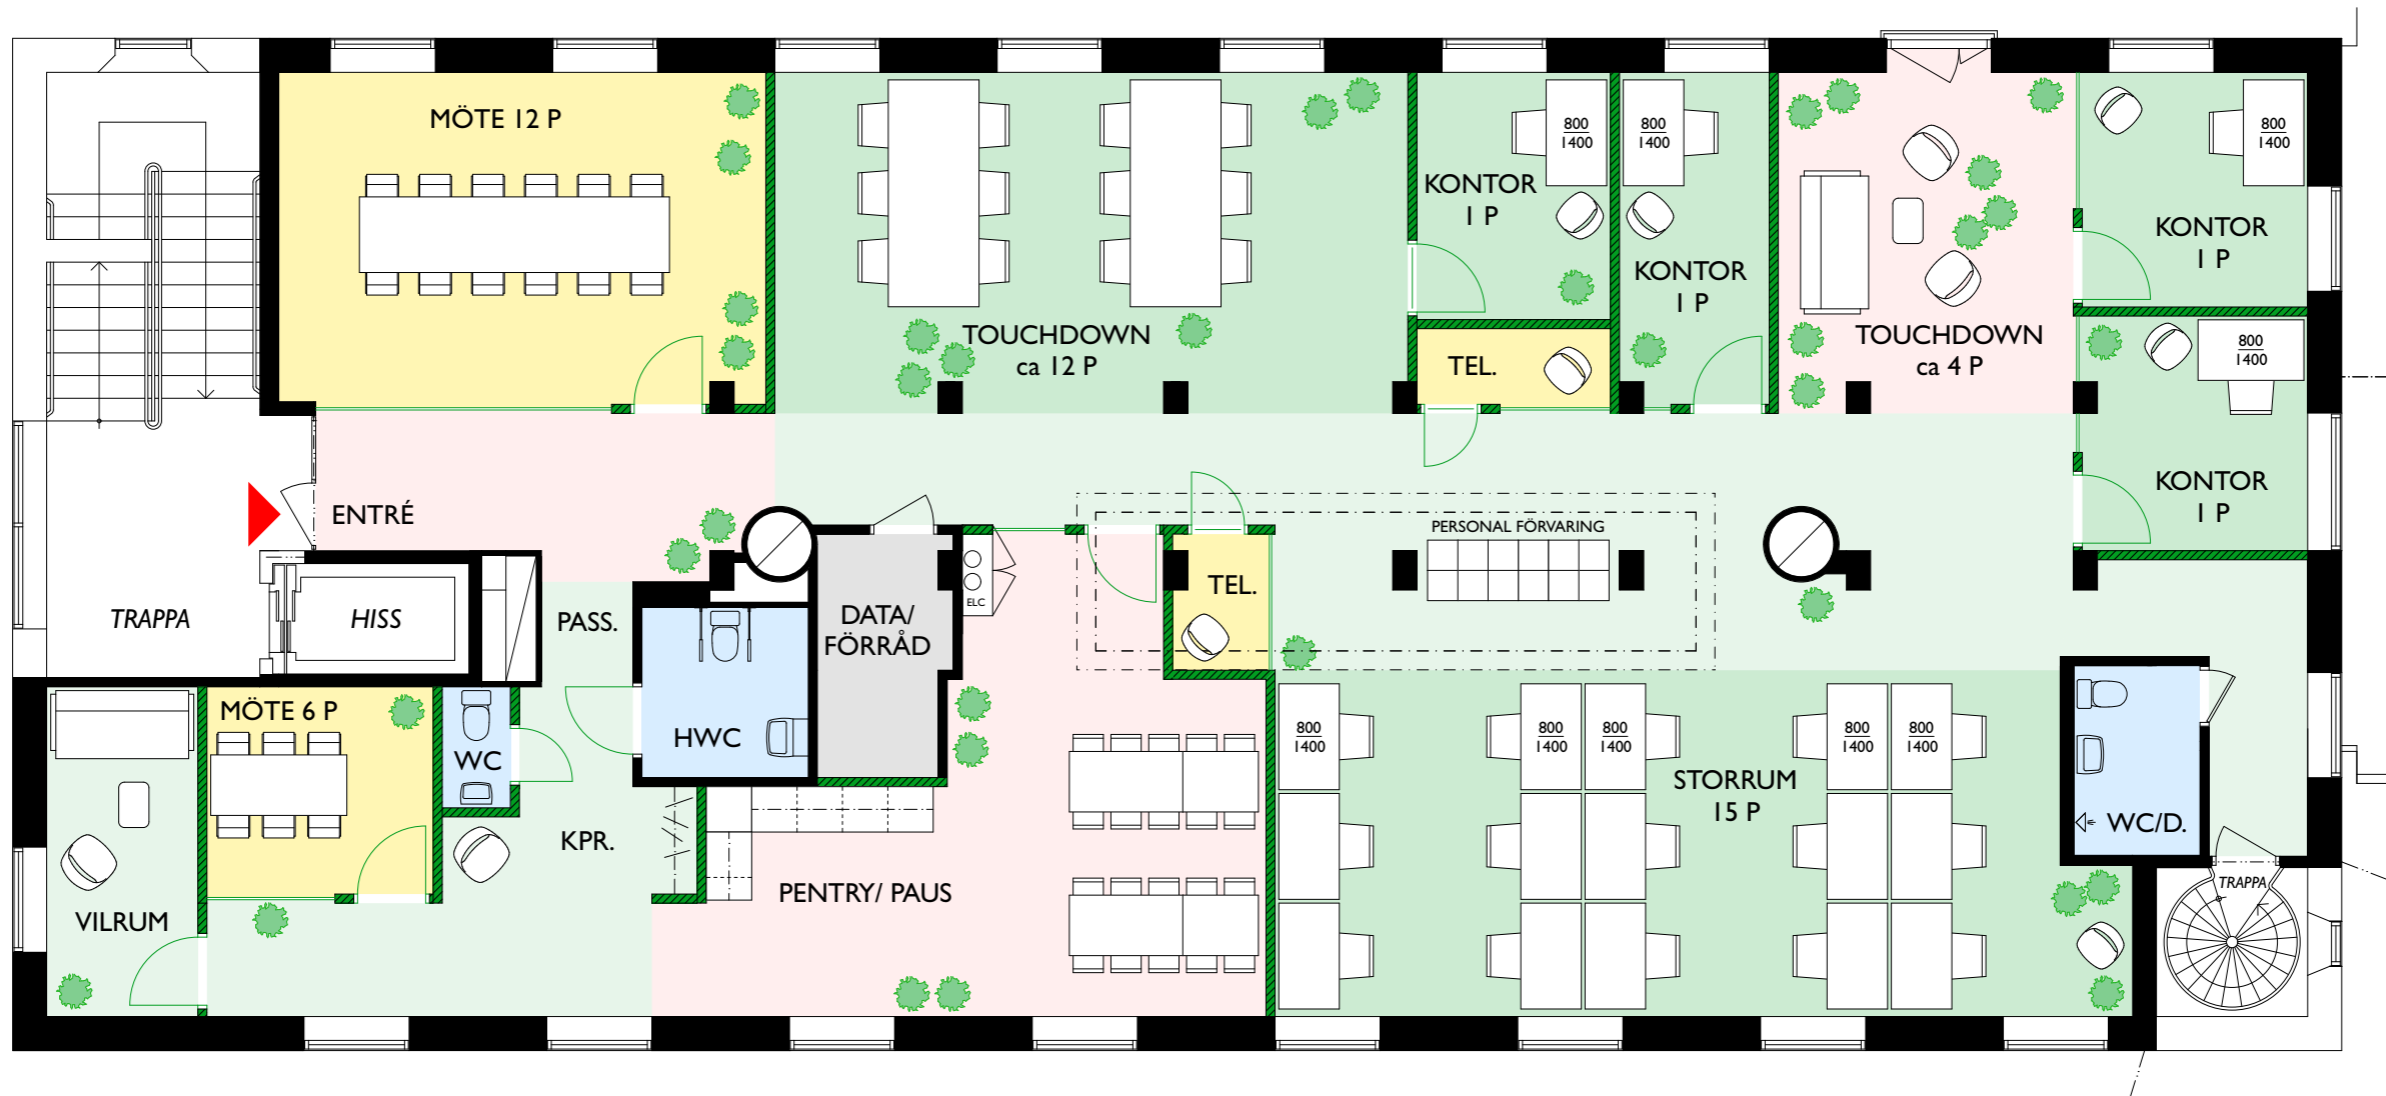 MÖTE 12 P
TOUCHDOWN
ca 12 P
KONTOR
1 P
800
1400
800
1400
KONTOR
1 P
TEL.
TOUCHDOWN
ca 4 P
800
1400
KONTOR
1 P
800
1400
KONTOR
1 P
ENTRÉ
TRAPPA
HISS
PASS.
DATA/
FÖRRÅD
ELC
TEL.
PERSONAL FÖRVARING
MÖTE 6 P
WC
HWC
VILRUM
KPR.
PENTRY/ PAUS
800
1400
800
1400
800
1400
800
1400
800
1400
STORRUM
15 P
WC/D.
TRAPPA